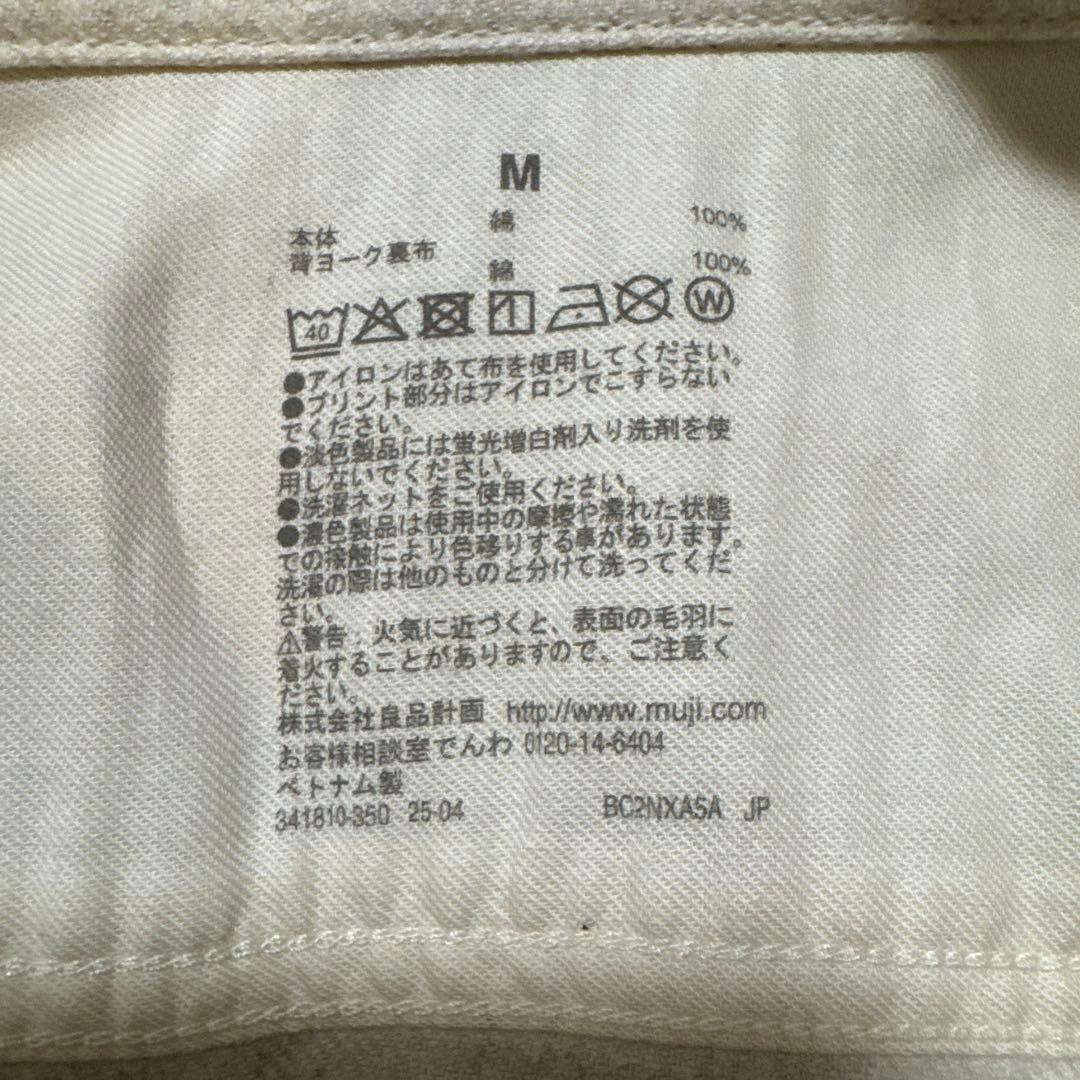 M
本体 綿 100%
背ヨーク裏布 綿 100%
40 W
●アイロンはあて布を使用してください。
●プリント部分はアイロンでこすらない
でください。
●淡色製品には蛍光増白剤入り洗剤を使
用しないでください。
●洗濯ネットをご使用ください。
●濃色製品は使用中の摩擦や濡れた状態
での接触により色移りする事があります。
洗濯の際は他のものと分けて洗ってくだ
さい。
⚠警告．火気に近づくと、表面の毛羽に
着火することがありますので、ご注意く
ださい。
株式会社良品計画 http://www.muji.com
お客様相談室でんわ 0120-14-6404
ベトナム製
341810-350 25-04 BC2NXA5A JP